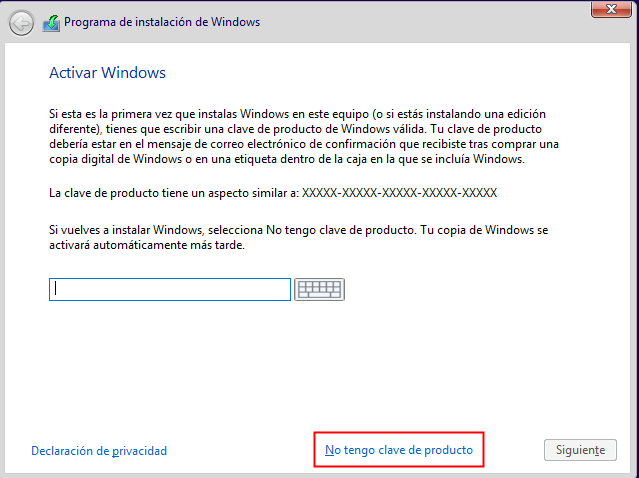 Programa de instalación de Windows
Activar Windows
Si esta es la primera vez que instalas Windows en este equipo (o si estás instalando una edición
diferente), tienes que escribir una clave de producto de Windows válida. Tu clave de producto
debería estar en el mensaje de correo electrónico de confirmación que recibiste tras comprar una
copia digital de Windows o en una etiqueta dentro de la caja en la que se incluía Windows.
La clave de producto tiene un aspecto similar a: XXXXX-XXXXX-XXXXX-XXXXX-XXXXX
Si vuelves a instalar Windows, selecciona No tengo clave de producto. Tu copia de Windows se
activará automáticamente más tarde.
Declaración de privacidad
No tengo clave de producto
Siguiente